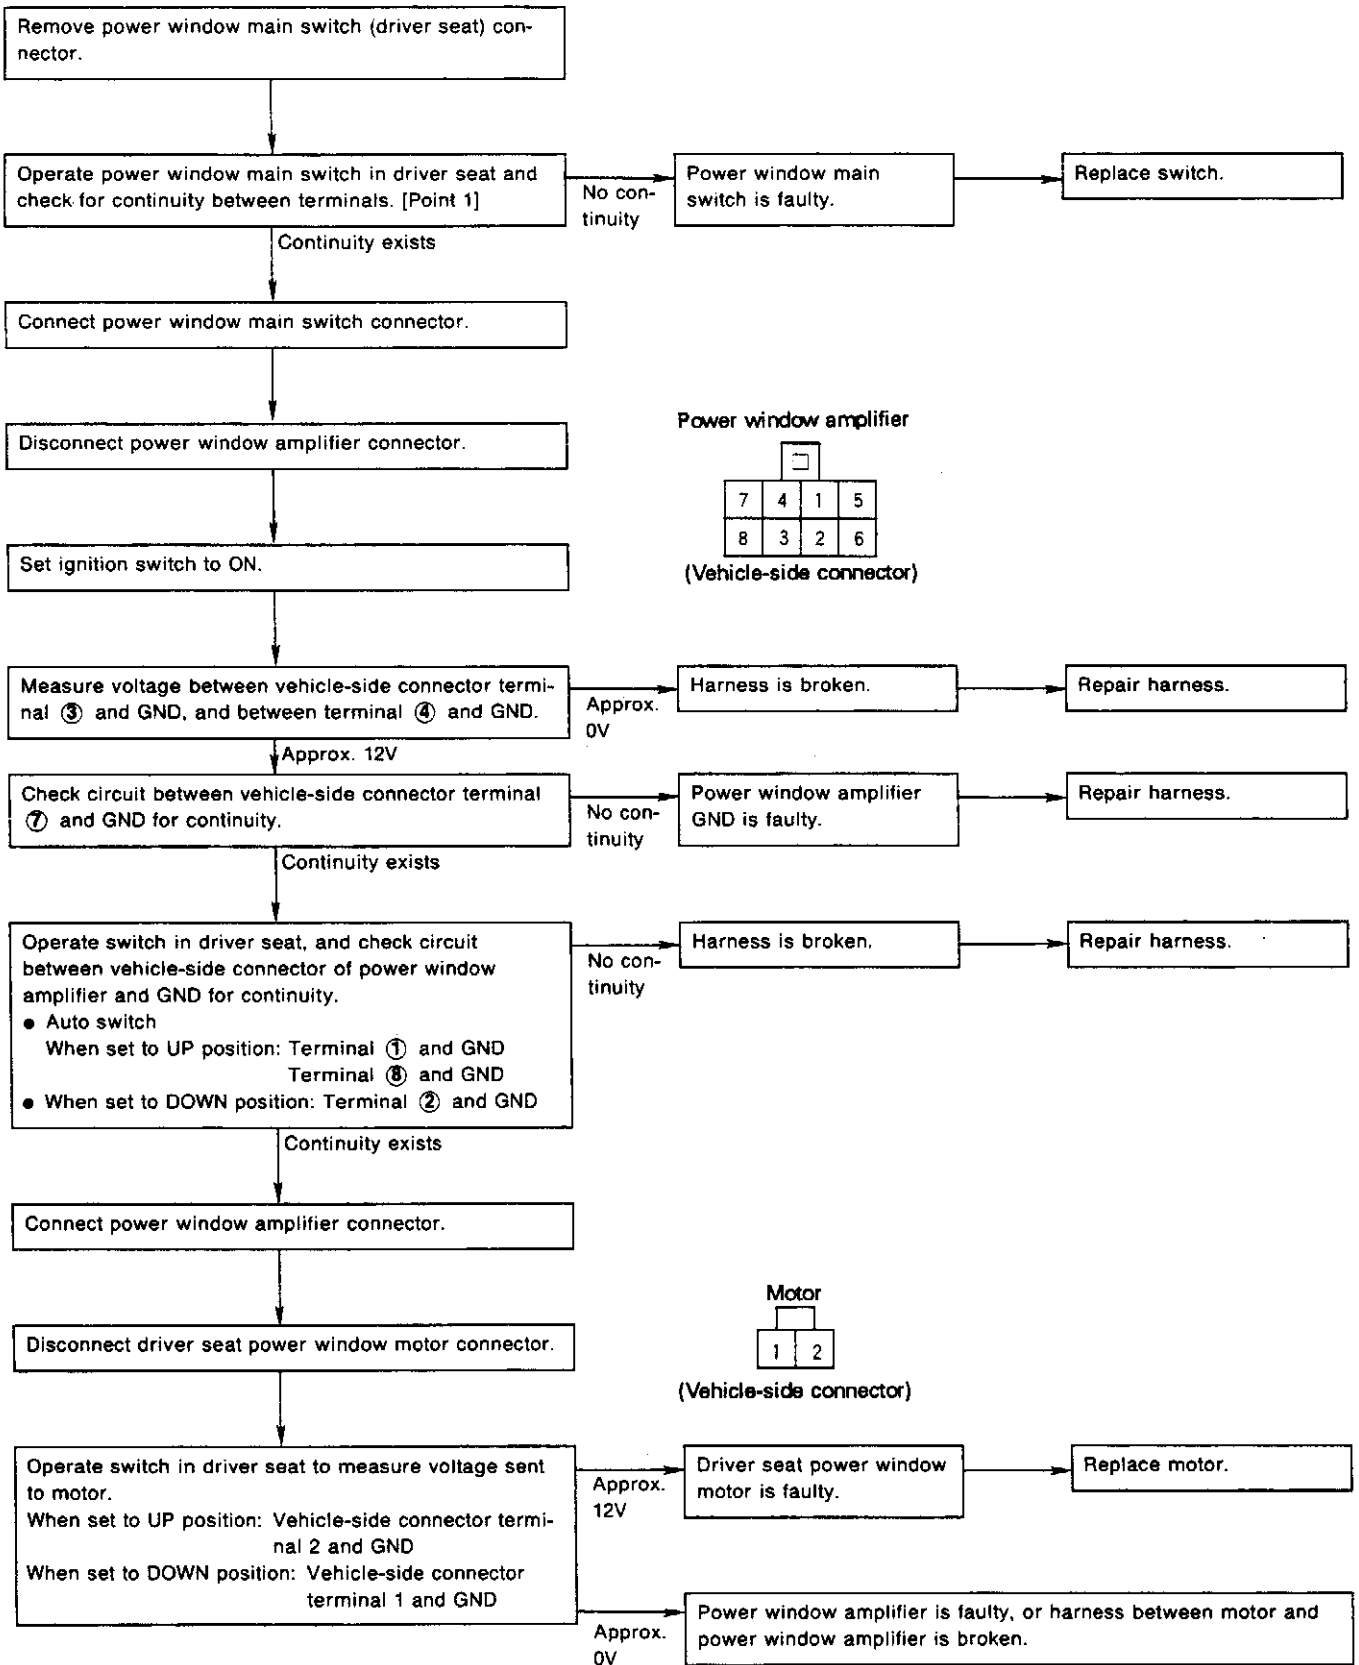 Remove power window main switch (driver seat) con-
nector.
Operate power window main switch in driver seat and
check for continuity between terminals. [Point 1]
No con-
tinuity
Power window main
switch is faulty.
Replace switch.
Continuity exists
Connect power window main switch connector.
Disconnect power window amplifier connector.
Power window amplifier
7 4 1 5
8 3 2 6
(Vehicle-side connector)
Set ignition switch to ON.
Measure voltage between vehicle-side connector termi-
nal ③ and GND, and between terminal ④ and GND.
Approx.
0V
Harness is broken.
Repair harness.
Approx. 12V
Check circuit between vehicle-side connector terminal
⑦ and GND for continuity.
No con-
tinuity
Power window amplifier
GND is faulty.
Repair harness.
Continuity exists
Operate switch in driver seat, and check circuit
between vehicle-side connector of power window
amplifier and GND for continuity.
● Auto switch
When set to UP position: Terminal ① and GND
Terminal ⑧ and GND
● When set to DOWN position: Terminal ② and GND
No con-
tinuity
Harness is broken.
Repair harness.
Continuity exists
Connect power window amplifier connector.
Disconnect driver seat power window motor connector.
Motor
1 2
(Vehicle-side connector)
Operate switch in driver seat to measure voltage sent
to motor.
When set to UP position: Vehicle-side connector termi-
nal 2 and GND
When set to DOWN position: Vehicle-side connector
terminal 1 and GND
Approx.
12V
Driver seat power window
motor is faulty.
Replace motor.
Approx.
0V
Power window amplifier is faulty, or harness between motor and
power window amplifier is broken.